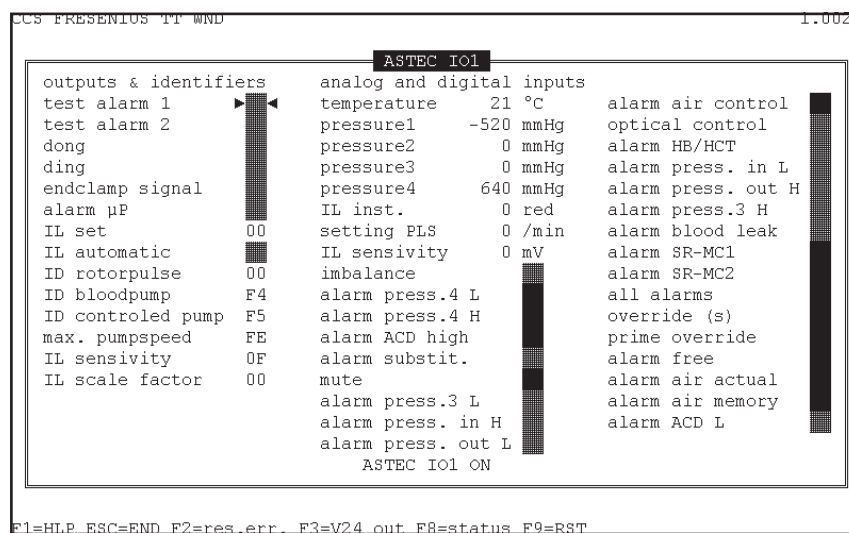 CCS FRESENIUS TT WND 1.002
ASTEC IO1
outputs & identifiers analog and digital inputs
test alarm 1 temperature 21 °C alarm air control
test alarm 2 pressure1 -520 mmHg optical control
dong pressure2 0 mmHg alarm HB/HCT
ding pressure3 0 mmHg alarm press. in L
endclamp signal pressure4 640 mmHg alarm press. out H
alarm µP IL inst. 0 red alarm press.3 H
IL set 00 setting PLS 0 /min alarm blood leak
IL automatic IL sensivity 0 mV alarm SR-MC1
ID rotorpulse 00 imbalance alarm SR-MC2
ID bloodpump F4 alarm press.4 L all alarms
ID controled pump F5 alarm press.4 H override (s)
max. pumpspeed FE alarm ACD high prime override
IL sensivity 0F alarm substit. alarm free
IL scale factor 00 mute alarm air actual
alarm press.3 L alarm air memory
alarm press. in H alarm ACD L
alarm press. out L
ASTEC IO1 ON
F1=HLP ESC=END F2=res.err. F3=V24 out F8=status F9=RST